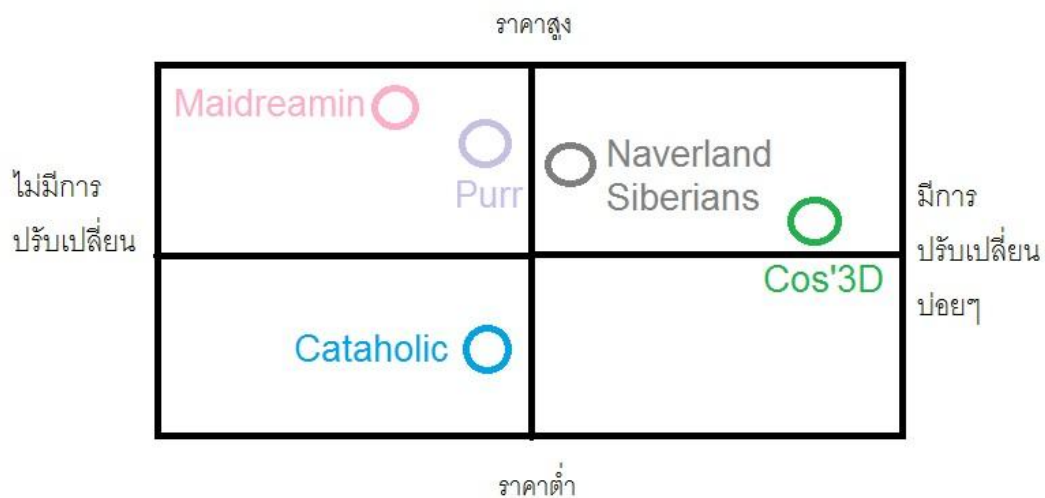 ราคาสูง
Maidreamin
Purr
Naverland
Siberians
ไม่มีการ
ปรับเปลี่ยน
มีการ
ปรับเปลี่ยน
บ่อยๆ
Cos'3D
Cataholic
ราคาต่ำ